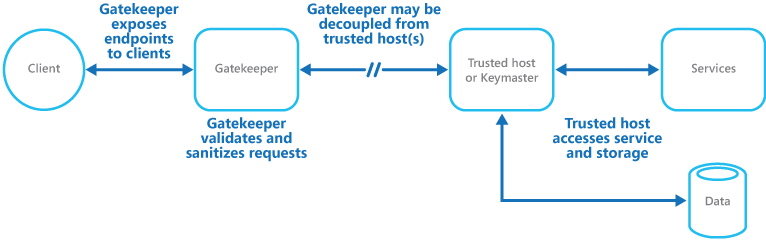 Gatekeeper
exposes
endpoints
to clients
Gatekeeper may be
decoupled from
trusted host(s)
Client
Gatekeeper
Trusted host
or Keymaster
Services
Gatekeeper
validates and
sanitizes requests
Trusted host
accesses service
and storage
Data